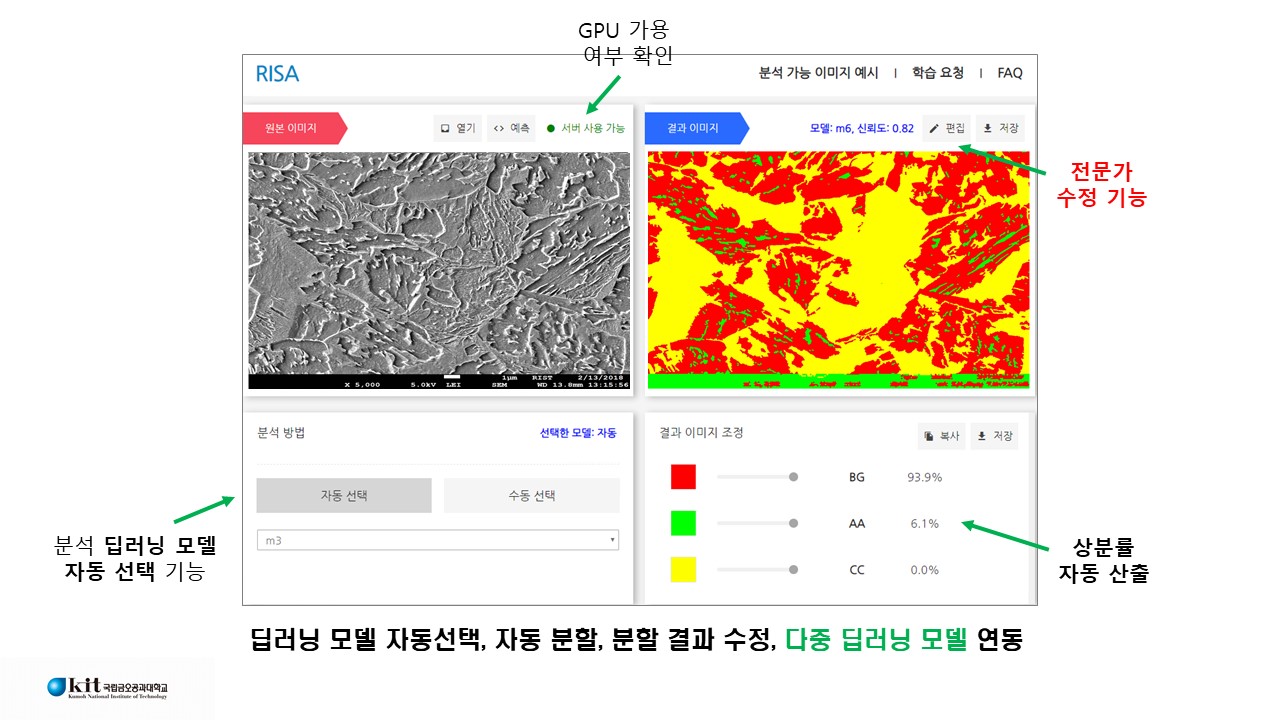 GPU 가용
여부 확인
RISA
분석 가능 이미지 예시 | 학습 요청 | FAQ
원본 이미지
열기
예측
서버 사용 가능
결과 이미지
모델: m6, 신뢰도: 0.82
편집
저장
전문가
수정 기능
1μm RIST 2/13/2018
X 5,000 5.0kV LEI SEM WD 13.8mm 13:15:56
분석 방법
선택한 모델: 자동
자동 선택
수동 선택
m3
결과 이미지 조정
복사
저장
BG 93.9%
AA 6.1%
CC 0.0%
분석 딥러닝 모델
자동 선택 기능
상분률
자동 산출
딥러닝 모델 자동선택, 자동 분할, 분할 결과 수정, 다중 딥러닝 모델 연동
kit 국립금오공과대학교
Kumoh National Institute of Technology